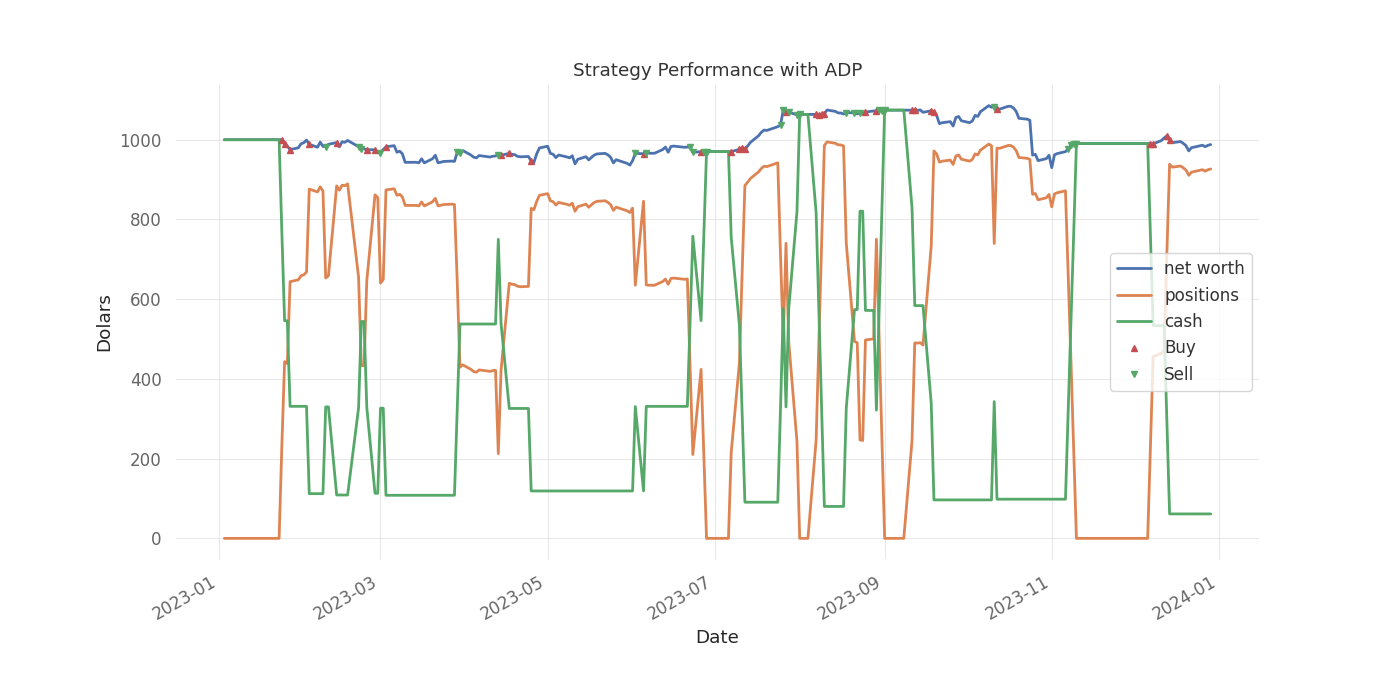 Strategy Performance with ADP
Dolars
1000
800
600
400
200
0
net worth
positions
cash
Buy
Sell
2023-01
2023-03
2023-05
2023-07
2023-09
2023-11
2024-01
Date